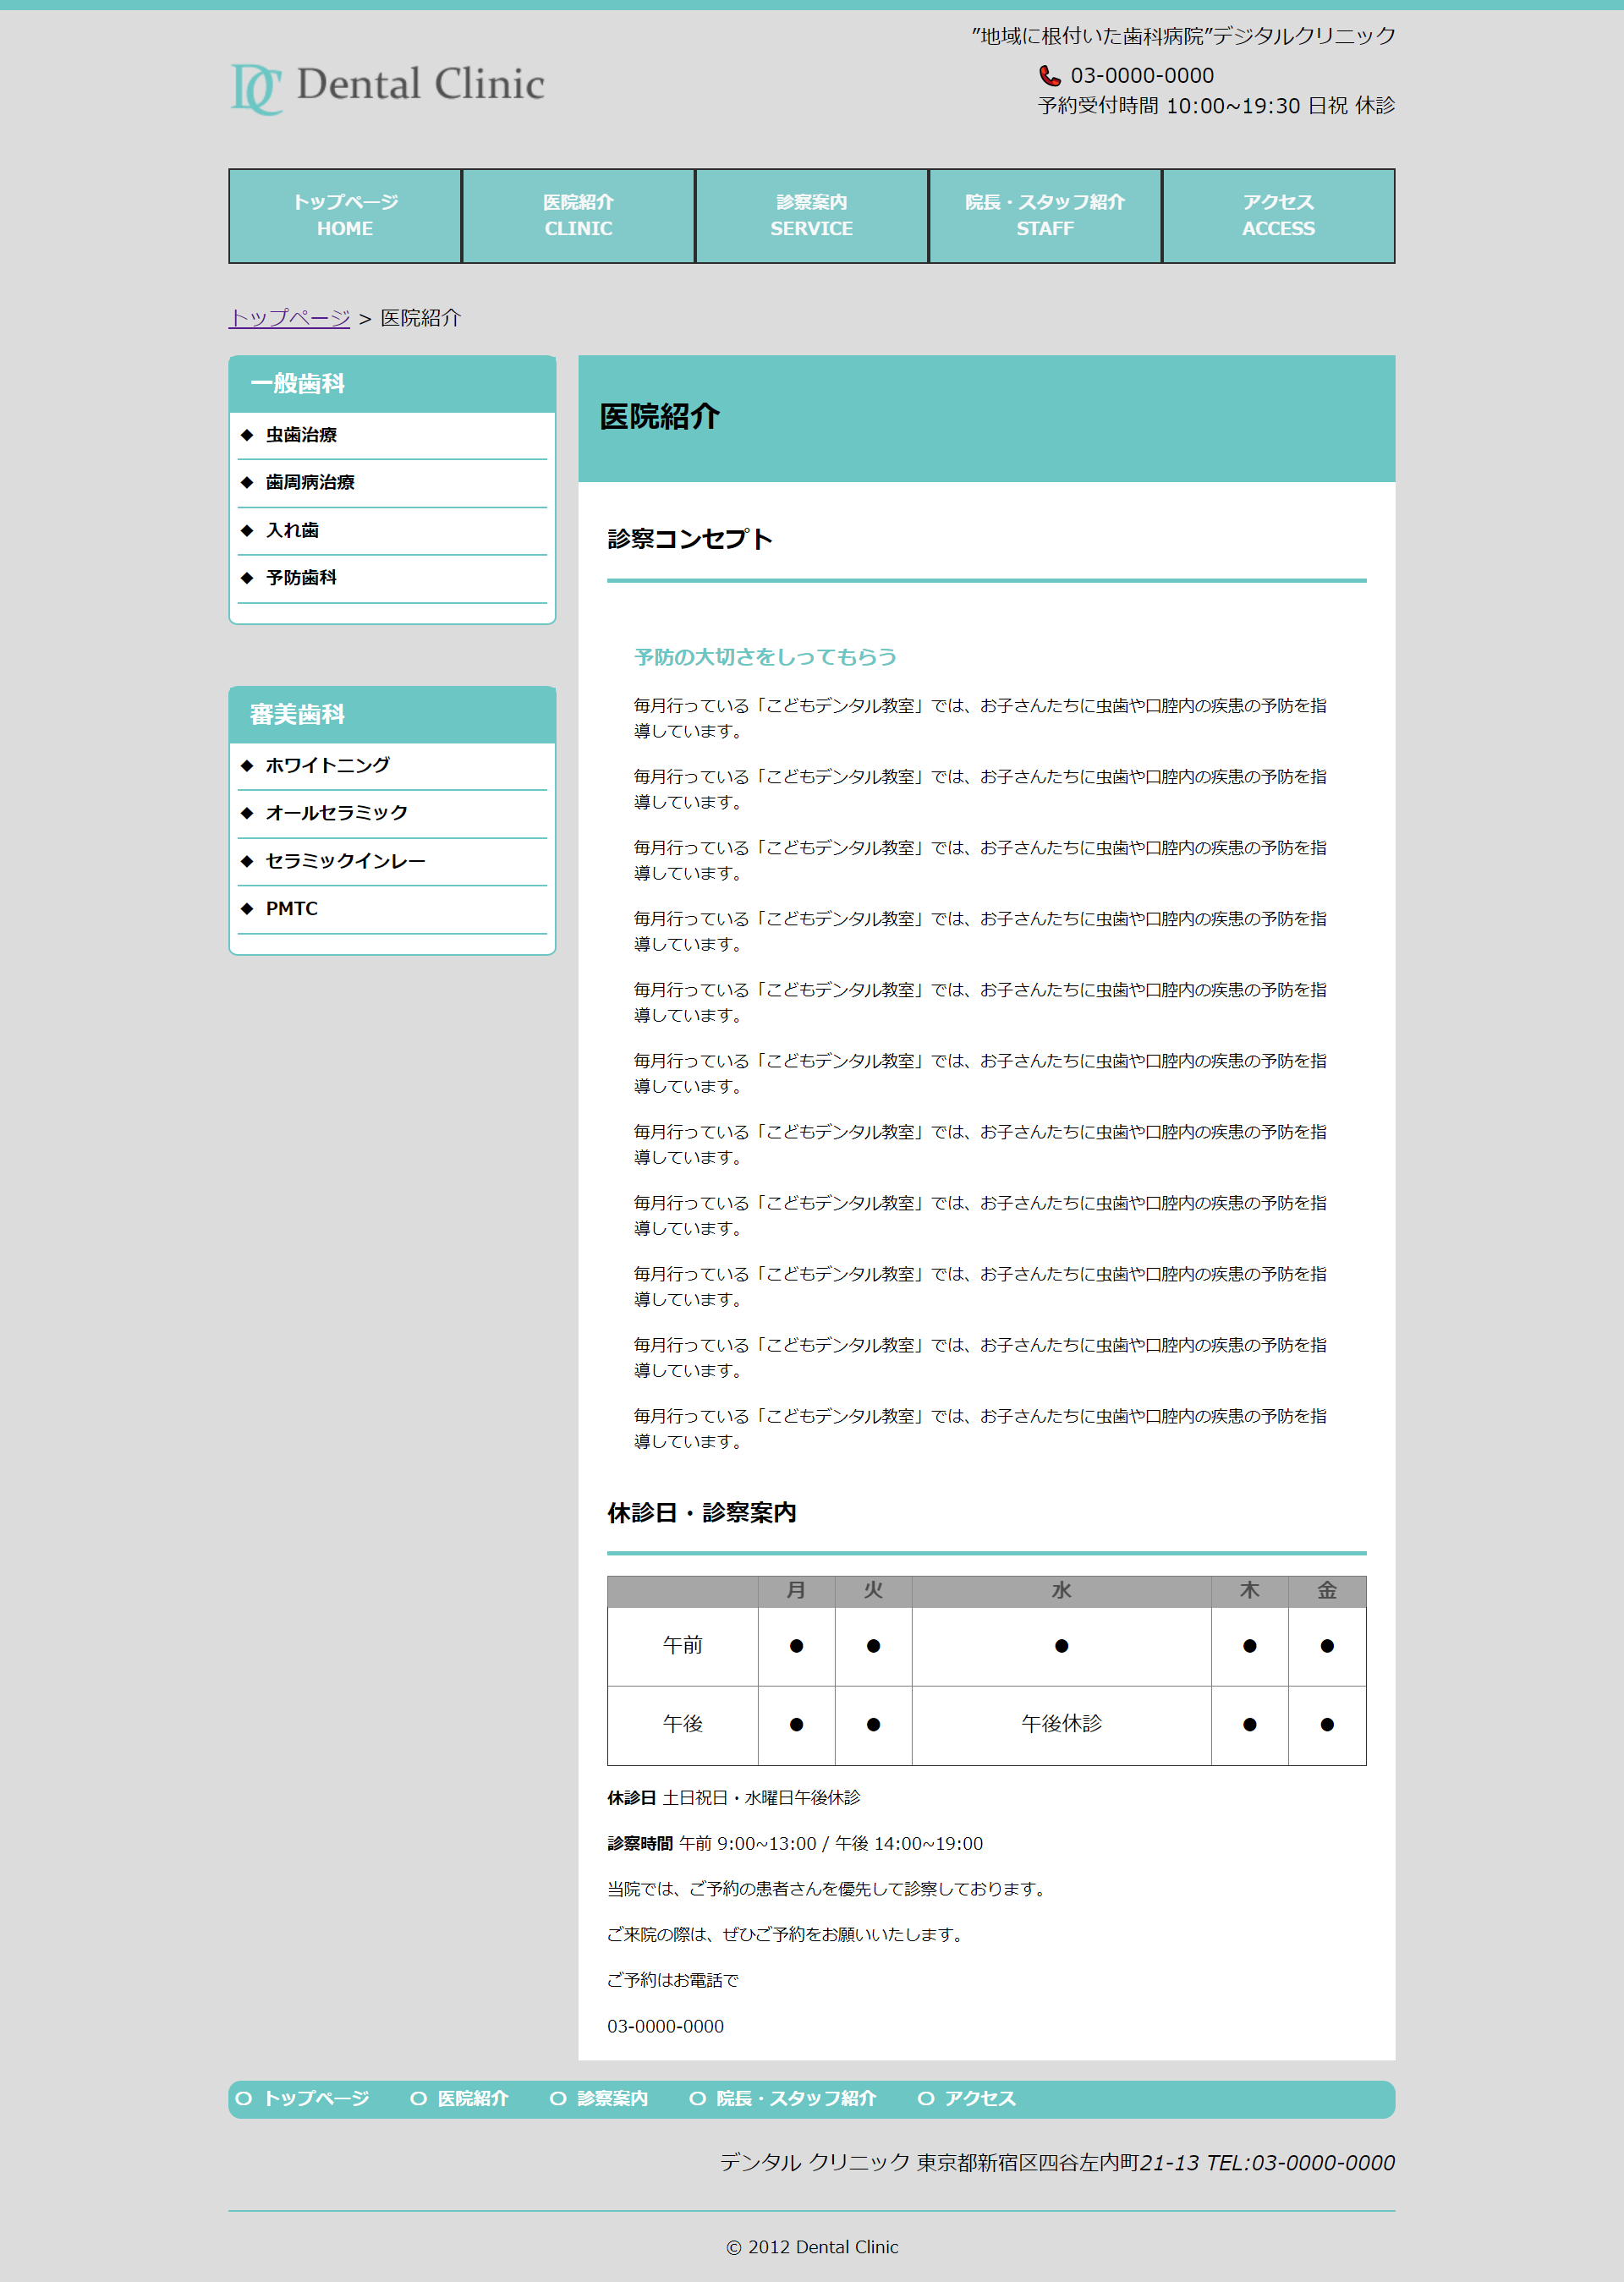 ”地域に根付いた歯科病院”デジタルクリニック
DC Dental Clinic
03-0000-0000
予約受付時間 10:00~19:30 日祝 休診
トップページ 医院紹介 診察案内 院長・スタッフ紹介 アクセス
HOME CLINIC SERVICE STAFF ACCESS
トップページ > 医院紹介
一般歯科
◆ 虫歯治療
◆ 歯周病治療
◆ 入れ歯
◆ 予防歯科
審美歯科
◆ ホワイトニング
◆ オールセラミック
◆ セラミックインレー
◆ PMTC
医院紹介
診察コンセプト
予防の大切さをしってもらう
毎月行っている「こどもデンタル教室」では、お子さんたちに虫歯や口腔内の疾患の予防を指
導しています。
毎月行っている「こどもデンタル教室」では、お子さんたちに虫歯や口腔内の疾患の予防を指
導しています。
毎月行っている「こどもデンタル教室」では、お子さんたちに虫歯や口腔内の疾患の予防を指
導しています。
毎月行っている「こどもデンタル教室」では、お子さんたちに虫歯や口腔内の疾患の予防を指
導しています。
毎月行っている「こどもデンタル教室」では、お子さんたちに虫歯や口腔内の疾患の予防を指
導しています。
毎月行っている「こどもデンタル教室」では、お子さんたちに虫歯や口腔内の疾患の予防を指
導しています。
毎月行っている「こどもデンタル教室」では、お子さんたちに虫歯や口腔内の疾患の予防を指
導しています。
毎月行っている「こどもデンタル教室」では、お子さんたちに虫歯や口腔内の疾患の予防を指
導しています。
毎月行っている「こどもデンタル教室」では、お子さんたちに虫歯や口腔内の疾患の予防を指
導しています。
毎月行っている「こどもデンタル教室」では、お子さんたちに虫歯や口腔内の疾患の予防を指
導しています。
毎月行っている「こどもデンタル教室」では、お子さんたちに虫歯や口腔内の疾患の予防を指
導しています。
休診日・診察案内
月 火 水 木 金
午前 ● ● ● ● ●
午後 ● ● 午後休診 ● ●
休診日 土日祝日・水曜日午後休診
診察時間 午前 9:00~13:00 / 午後 14:00~19:00
当院では、ご予約の患者さんを優先して診察しております。
ご来院の際は、ぜひご予約をお願いいたします。
ご予約はお電話で
03-0000-0000
○ トップページ ○ 医院紹介 ○ 診察案内 ○ 院長・スタッフ紹介 ○ アクセス
デンタル クリニック 東京都新宿区四谷左内町21-13 TEL:03-0000-0000
© 2012 Dental Clinic